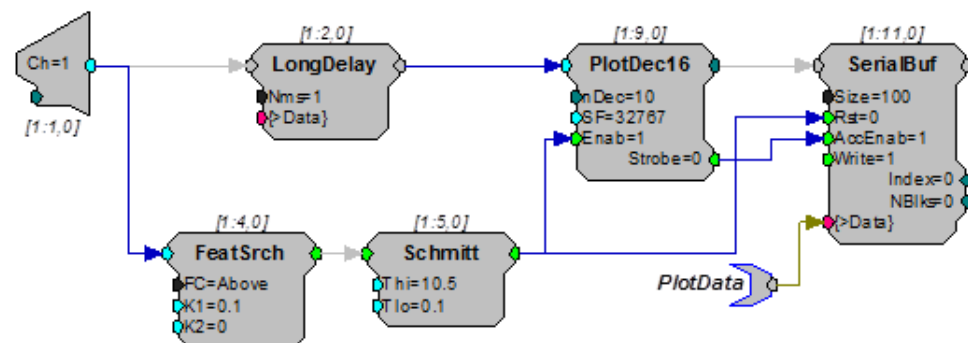 Ch=1
[1:1,0]
[1:2,0]
LongDelay
Nms=1
{>Data}
[1:9,0]
PlotDec16
nDec=10
SF=32767
Enab=1
Strobe=0
[1:11,0]
SerialBuf
Size=100
Rst=0
AccEnab=1
Write=1
Index=0
NBlks=0
{>Data}
[1:4,0]
FeatSrch
FC=Above
K1=0.1
K2=0
[1:5,0]
Schmitt
Thi=10.5
Tlo=0.1
PlotData